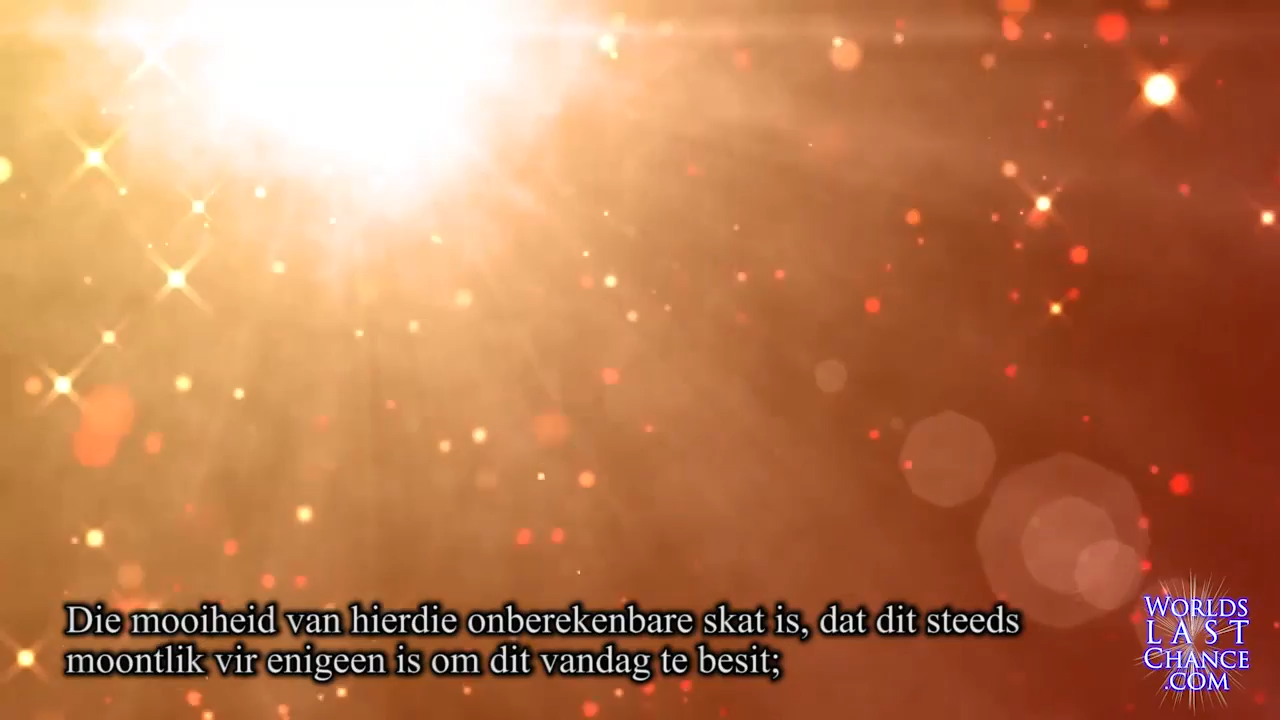 Die mooiheid van hierdie onberekenbare skat is, dat dit steeds
moontlik vir enigeen is om dit vandag te besit;
WORLDS
LAST
CHANCE
.COM